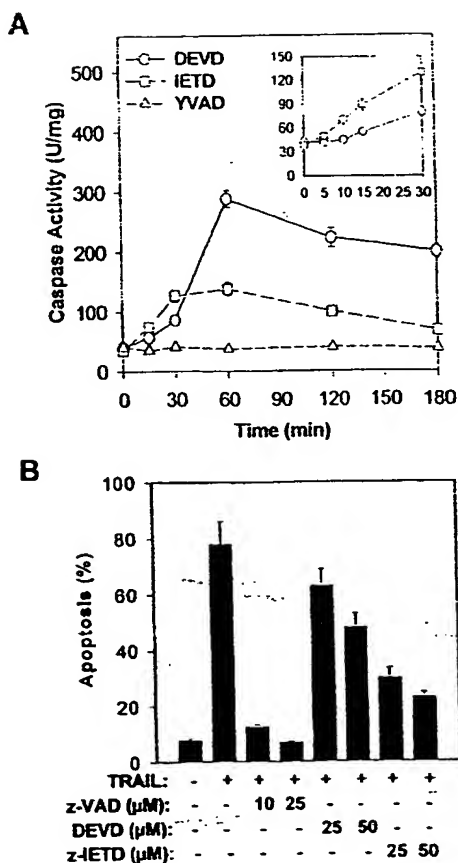 A
DEVD
IETD
YVAD
Caspase Activity (U/mg)
500
400
300
200
100
0
0 30 60 90 120 150 180
Time (min)
150
120
90
60
30
0
0 5 10 15 20 25 30
B
Apoptosis (%)
100
80
60
40
20
0
TRAIL: - + + + + + + +
z-VAD (µM): - - 10 25 - - - -
DEVD (µM): - - - - 25 50 - -
z-IETD (µM): - - - - - - 25 50